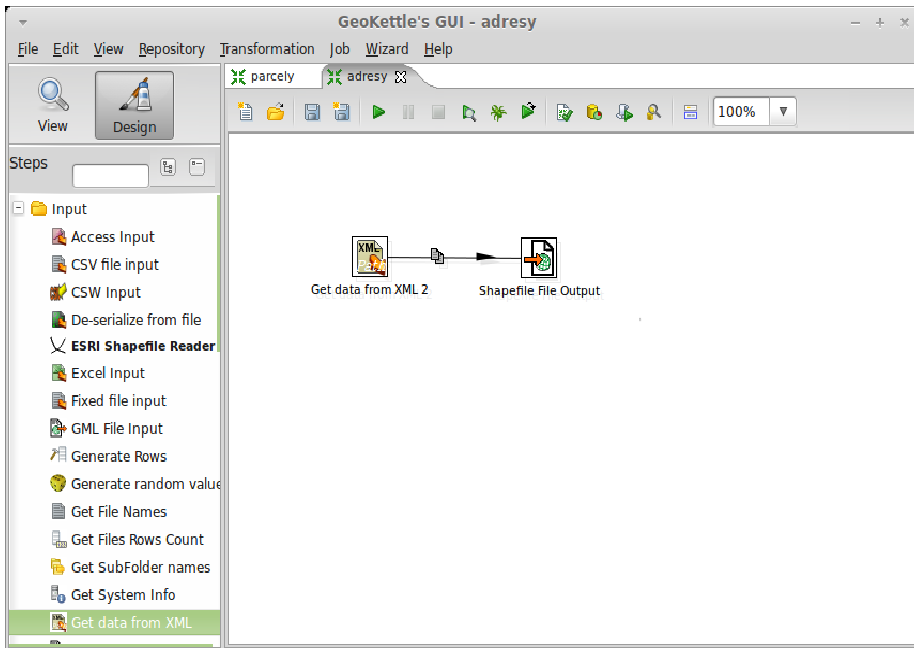 GeoKettle's GUI - adresy
File Edit View Repository Transformation Job Wizard Help
View
Design
parcely
adresy
100%
Steps
Input
Access Input
CSV file input
CSW Input
De-serialize from file
ESRI Shapefile Reader
Excel Input
Fixed file input
GML File Input
Generate Rows
Generate random value
Get File Names
Get Files Rows Count
Get SubFolder names
Get System Info
Get data from XML
XML
Get data from XML 2
Shapefile File Output